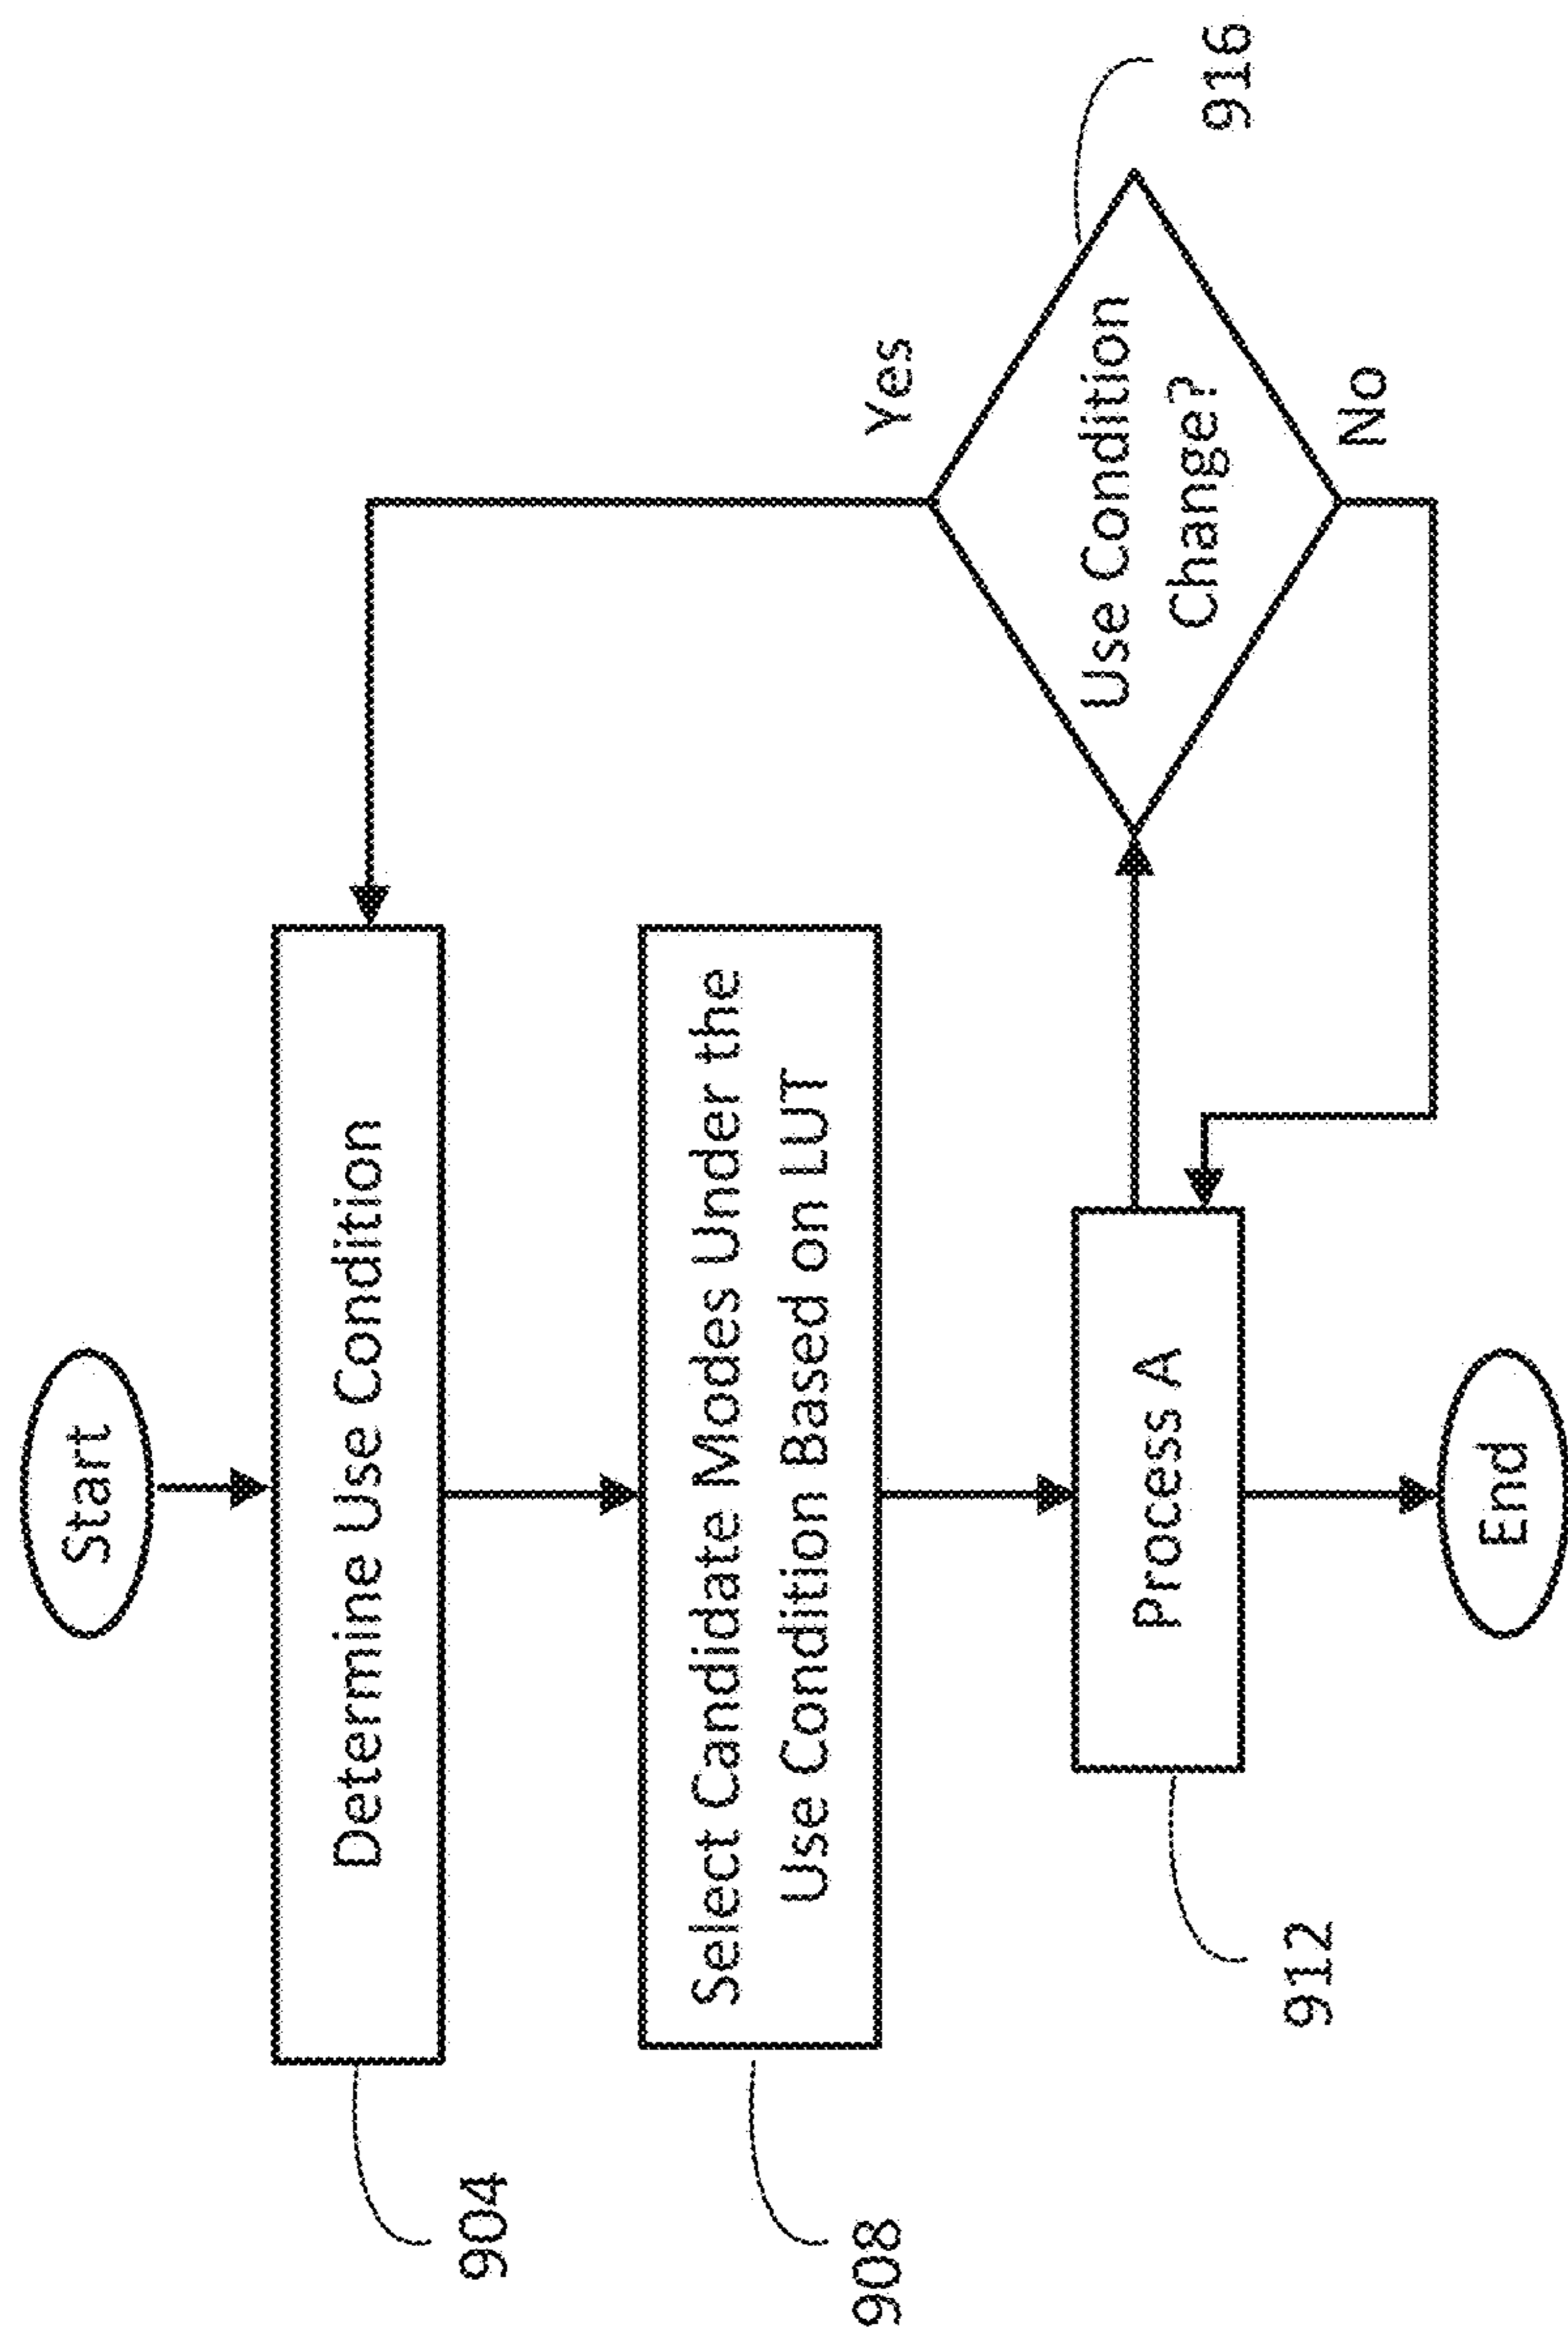 Start
Determine Use Condition
904
Select Candidate Modes Under the
Use Condition Based on LUT
908
Process A
912
Use Condition
Change?
916
Yes
No
End